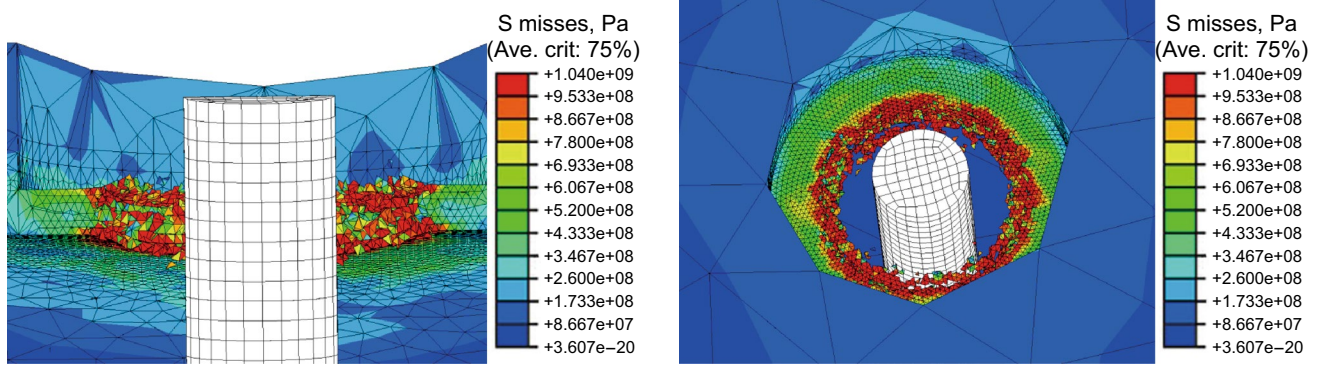 S misses, Pa
(Ave. crit: 75%)
+1.040e+09
+9.533e+08
+8.667e+08
+7.800e+08
+6.933e+08
+6.067e+08
+5.200e+08
+4.333e+08
+3.467e+08
+2.600e+08
+1.733e+08
+8.667e+07
+3.607e−20
S misses, Pa
(Ave. crit: 75%)
+1.040e+09
+9.533e+08
+8.667e+08
+7.800e+08
+6.933e+08
+6.067e+08
+5.200e+08
+4.333e+08
+3.467e+08
+2.600e+08
+1.733e+08
+8.667e+07
+3.607e−20